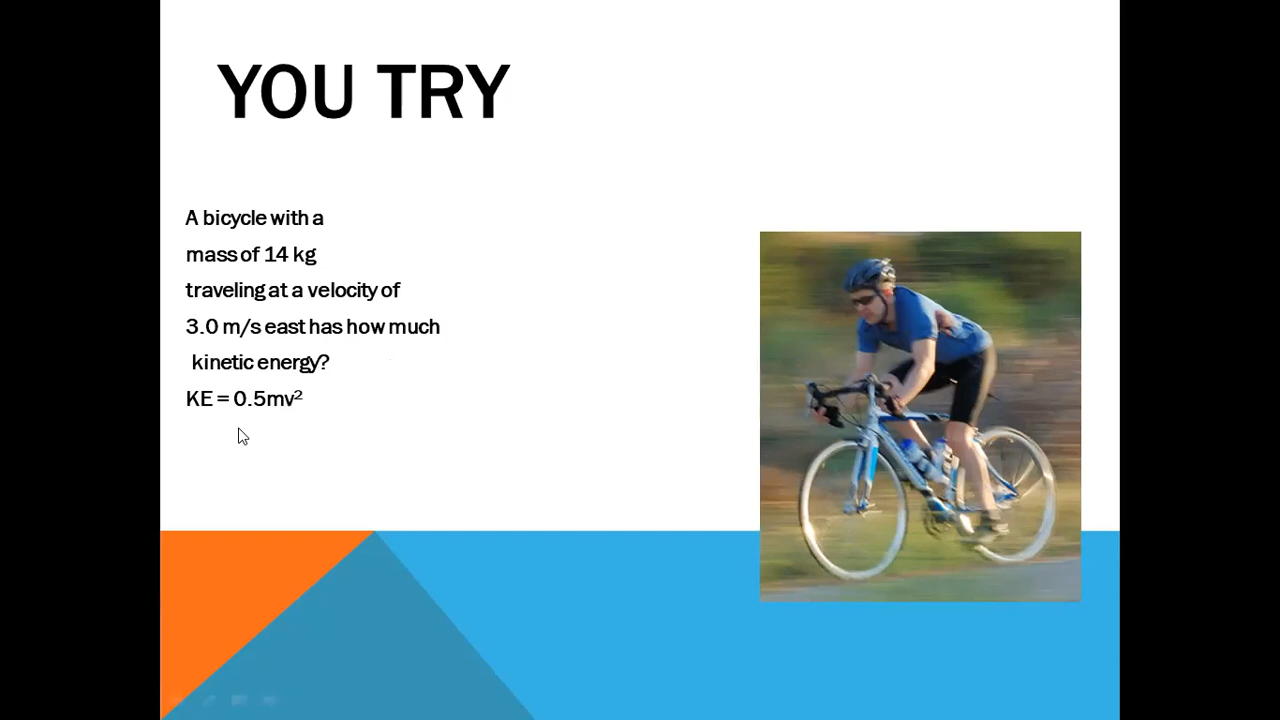 YOU TRY
A bicycle with a
mass of 14 kg
traveling at a velocity of
3.0 m/s east has how much
kinetic energy?
KE = 0.5mv²